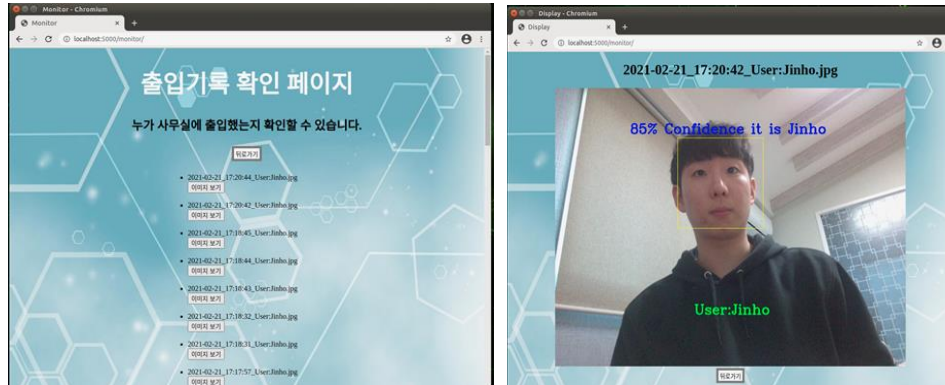 Monitor - Chromium
Monitor
localhost:5000/monitor/
출입기록 확인 페이지
누가 사무실에 출입했는지 확인할 수 있습니다.
뒤로가기
2021-02-21_17:20:44_User:Jinho.jpg
이미지 보기
2021-02-21_17:20:42_User:Jinho.jpg
이미지 보기
2021-02-21_17:18:45_User:Jinho.jpg
이미지 보기
2021-02-21_17:18:44_User:Jinho.jpg
이미지 보기
2021-02-21_17:18:43_User:Jinho.jpg
이미지 보기
2021-02-21_17:18:32_User:Jinho.jpg
이미지 보기
2021-02-21_17:18:31_User:Jinho.jpg
이미지 보기
2021-02-21_17:17:57_User:Jinho.jpg
이미지 보기
Display - Chromium
Display
localhost:5000/monitor/
2021-02-21_17:20:42_User:Jinho.jpg
85% Confidence it is Jinho
User:Jinho
뒤로가기